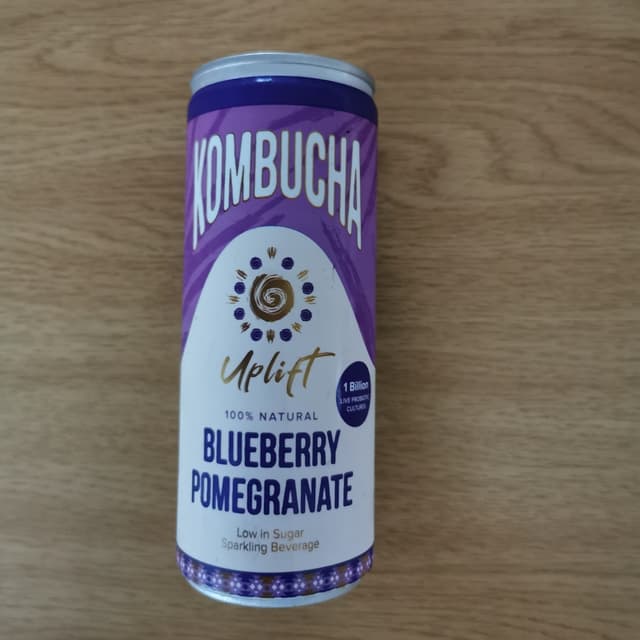 KOMBUCHA
Uplift
1 Billion
LIVE PROBIOTIC
CULTURES
100% NATURAL
BLUEBERRY
POMEGRANATE
Low in Sugar
Sparkling Beverage